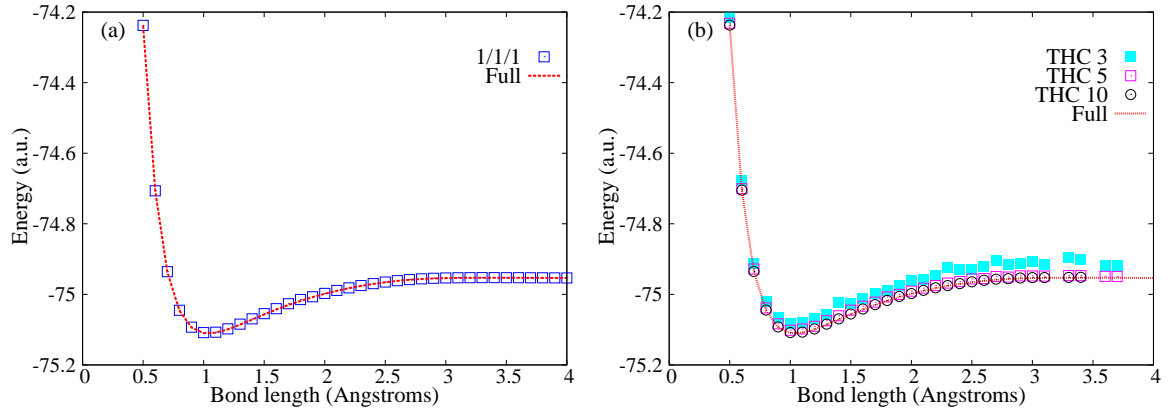 (a)
1/1/1
Full
Energy (a.u.)
-74.2
-74.4
-74.6
-74.8
-75
-75.2
0 0.5 1 1.5 2 2.5 3 3.5 4
Bond length (Angstroms)
(b)
THC 3
THC 5
THC 10
Full
Energy (a.u.)
-74.2
-74.4
-74.6
-74.8
-75
-75.2
0 0.5 1 1.5 2 2.5 3 3.5 4
Bond length (Angstroms)